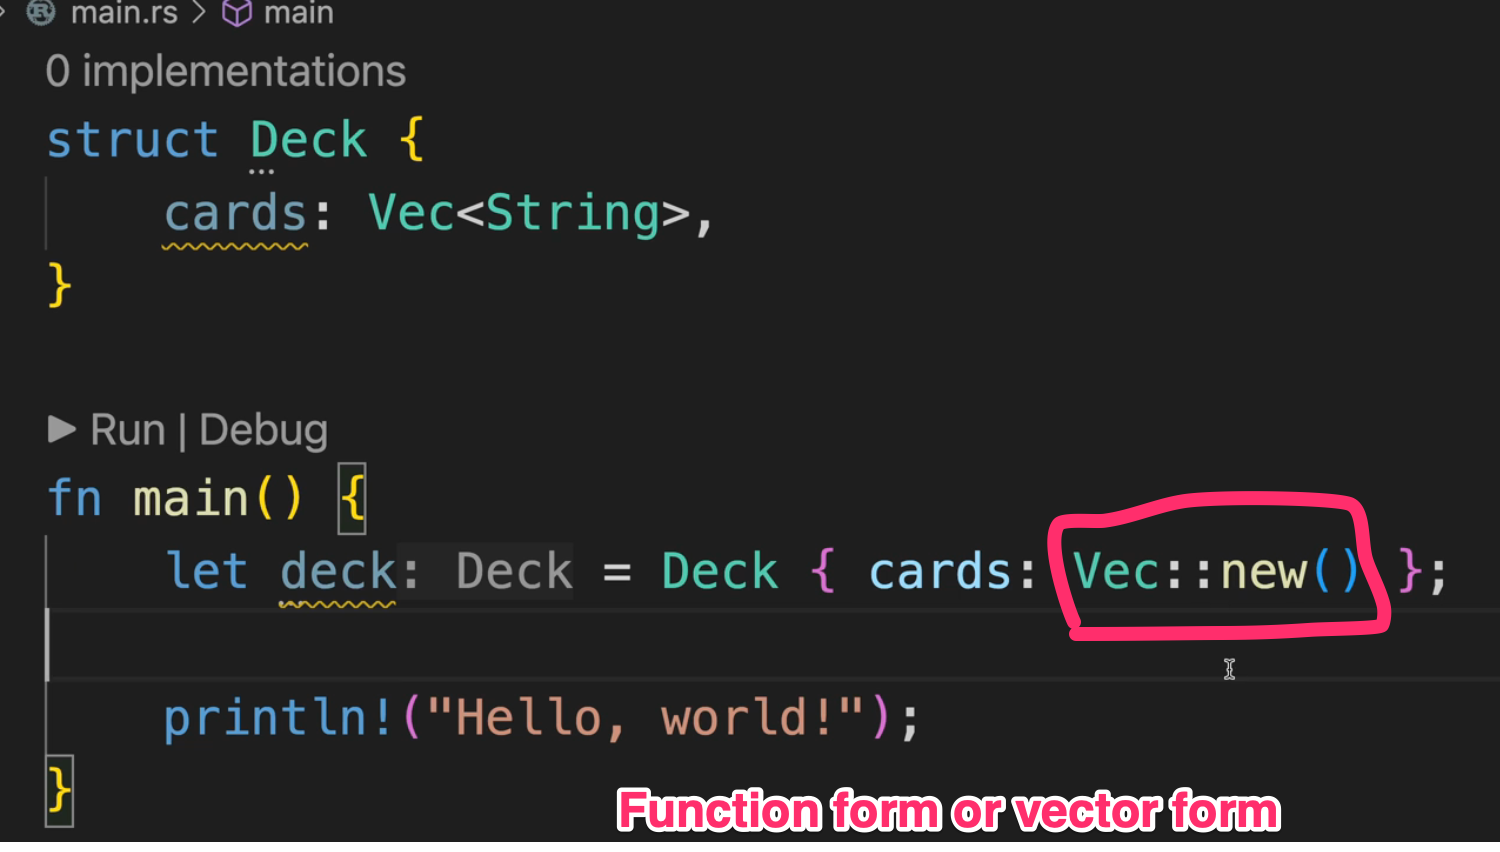 > main.rs > main
0 implementations
struct Deck {
    cards: Vec<String>,
}
▶ Run | Debug
fn main() {
    let deck: Deck = Deck { cards: Vec::new() };
    println!("Hello, world!");
}
Function form or vector form